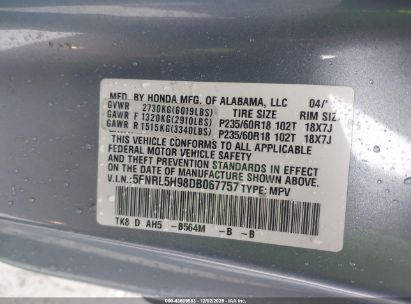 MFD. BY HONDA MFG. OF ALABAMA, LLC 04/
GVWR 2730KG(6019LBS) TIRE SIZE RIM SIZE
GAWR F 1320KG(2910LBS) P235/60R18 102T 18X7J
GAWR R 1515KG(3340LBS) P235/60R18 102T 18X7J
THIS VEHICLE CONFORMS TO ALL APPLICABLE
FEDERAL MOTOR VEHICLE SAFETY, BUMPER,
AND THEFT PREVENTION STANDARDS IN EFFECT
ON THE DATE OF MANUFACTURE SHOWN ABOVE.
V.I.N.:5FNRL5H98DB067757 TYPE: MPV
TK8 D AH5 -B564M -B -B